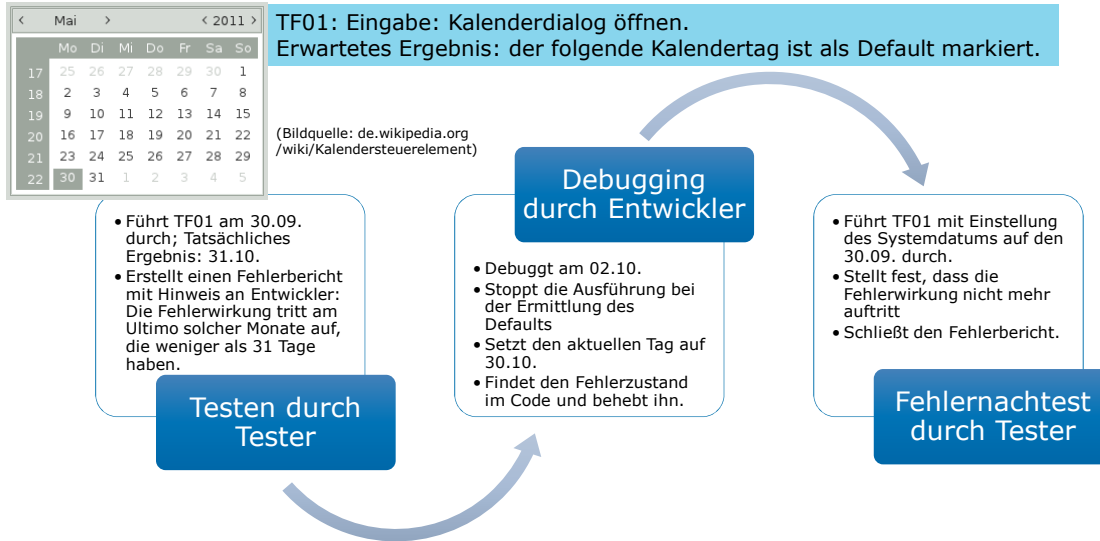 < Mai > < 2011 >
Mo Di Mi Do Fr Sa So
17 25 26 27 28 29 30 1
18 2 3 4 5 6 7 8
19 9 10 11 12 13 14 15
20 16 17 18 19 20 21 22
21 23 24 25 26 27 28 29
22 30 31 1 2 3 4 5
TF01: Eingabe: Kalenderdialog öffnen.
Erwartetes Ergebnis: der folgende Kalendertag ist als Default markiert.
(Bildquelle: de.wikipedia.org
/wiki/Kalendersteuerelement)
• Führt TF01 am 30.09.
durch; Tatsächliches
Ergebnis: 31.10.
• Erstellt einen Fehlerbericht
mit Hinweis an Entwickler:
Die Fehlerwirkung tritt am
Ultimo solcher Monate auf,
die weniger als 31 Tage
haben.
Testen durch
Tester
Debugging
durch Entwickler
• Debuggt am 02.10.
• Stoppt die Ausführung bei
der Ermittlung des
Defaults
• Setzt den aktuellen Tag auf
30.10.
• Findet den Fehlerzustand
im Code und behebt ihn.
• Führt TF01 mit Einstellung
des Systemdatums auf den
30.09. durch.
• Stellt fest, dass die
Fehlerwirkung nicht mehr
auftritt
• Schließt den Fehlerbericht.
Fehlernachtest
durch Tester